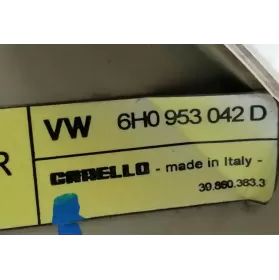 VW 6H0 953 042 D
R
CARELLO - made in Italy -
30.860.383.3